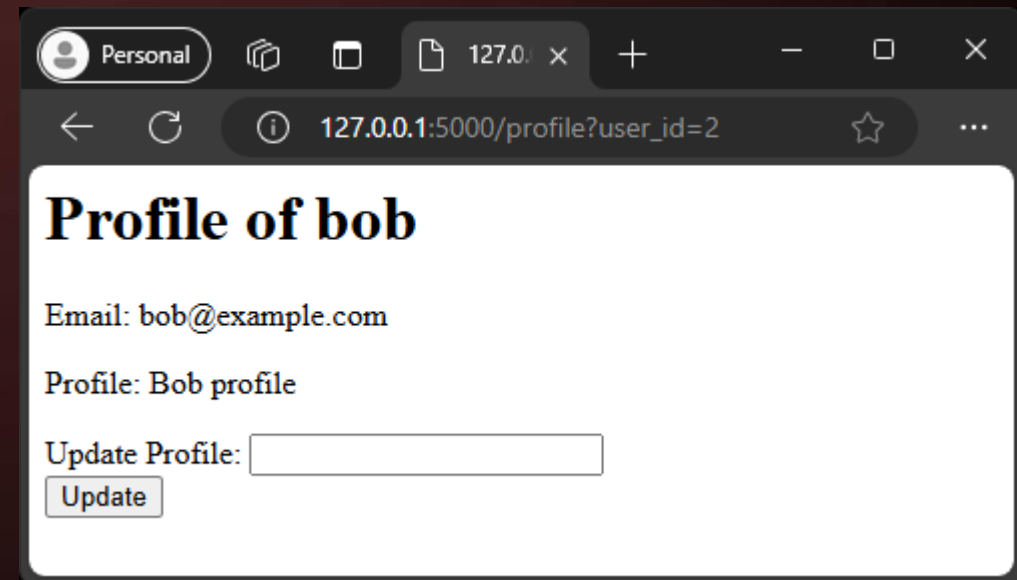 Personal
127.0.
127.0.0.1:5000/profile?user_id=2
Profile of bob
Email: bob@example.com
Profile: Bob profile
Update Profile:
Update